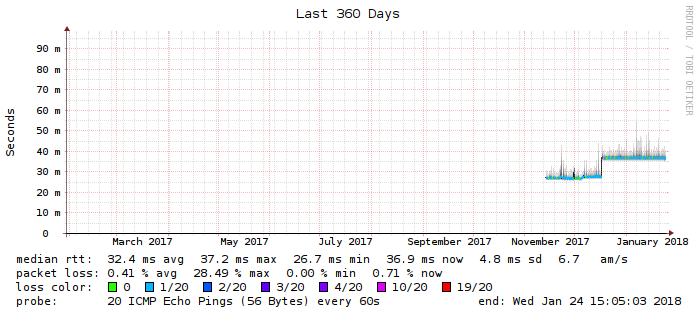 Last 360 Days
RRDTOOL / TOBI OETIKER
Seconds
90 m
80 m
70 m
60 m
50 m
40 m
30 m
20 m
10 m
0
March 2017 May 2017 July 2017 September 2017 November 2017 January 2018
median rtt: 32.4 ms avg 37.2 ms max 26.7 ms min 36.9 ms now 4.8 ms sd 6.7 am/s
packet loss: 0.41 % avg 28.49 % max 0.00 % min 0.71 % now
loss color: 0 1/20 2/20 3/20 4/20 10/20 19/20
probe: 20 ICMP Echo Pings (56 Bytes) every 60s end: Wed Jan 24 15:05:03 2018